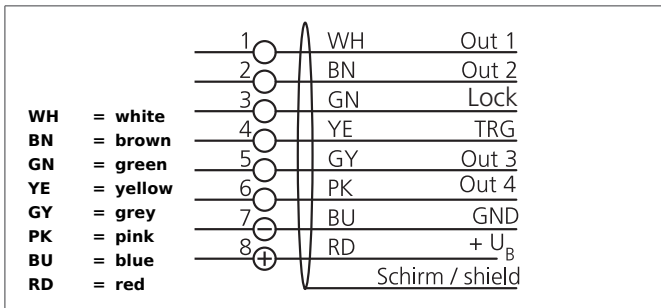 WH = white
BN = brown
GN = green
YE = yellow
GY = grey
PK = pink
BU = blue
RD = red
1 WH Out 1
2 BN Out 2
3 GN Lock
4 YE TRG
5 GY Out 3
6 PK Out 4
7 BU GND
8 RD + UB
Schirm / shield